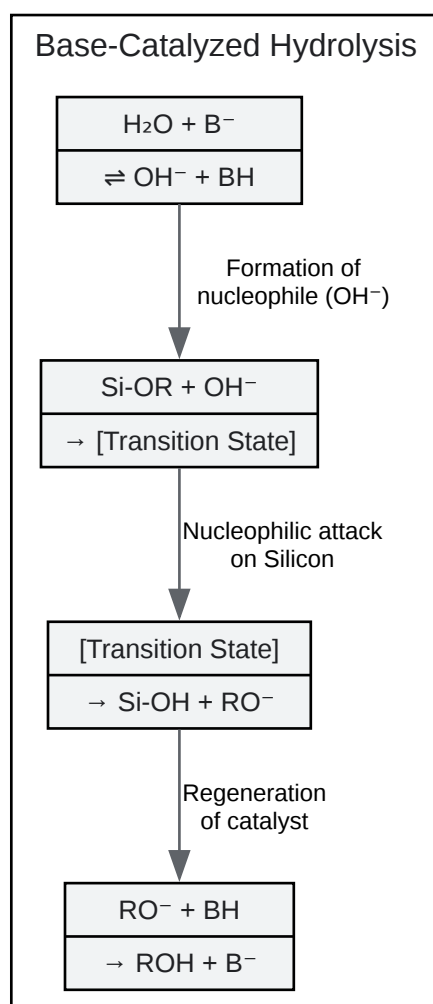 Base-Catalyzed Hydrolysis
H₂O + B⁻
⇌ OH⁻ + BH
Formation of
nucleophile (OH⁻)
Si-OR + OH⁻
→ [Transition State]
Nucleophilic attack
on Silicon
[Transition State]
→ Si-OH + RO⁻
Regeneration
of catalyst
RO⁻ + BH
→ ROH + B⁻